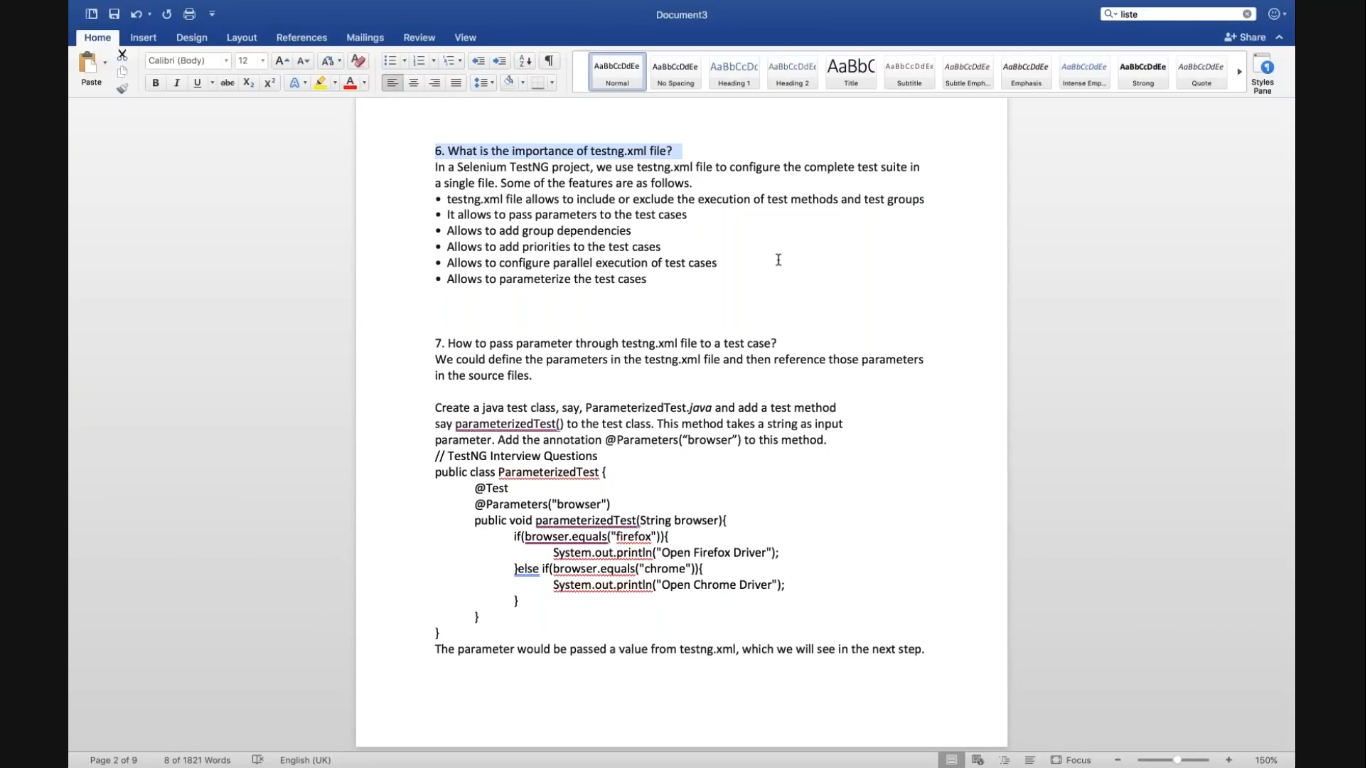 Document3
liste
Home Insert Design Layout References Mailings Review View
Share
Paste
Calibri (Body) 12
AaBbCcDdEe AaBbCcDdEe AaBbCcDc AaBbCcDdEe AaBbC AaBbCcDdEe AaBbCcDdEe AaBbCcDdEe AaBbCcDdEe AaBbCcDdEe AaBbCcDdEe
Normal No Spacing Heading 1 Heading 2 Title Subtitle Subtle Emph... Emphasis Intense Emp... Strong Quote
Styles Pane
B I U abc X₂ X²
6. What is the importance of testng.xml file?
In a Selenium TestNG project, we use testng.xml file to configure the complete test suite in
a single file. Some of the features are as follows.
• testng.xml file allows to include or exclude the execution of test methods and test groups
• It allows to pass parameters to the test cases
• Allows to add group dependencies
• Allows to add priorities to the test cases
• Allows to configure parallel execution of test cases
• Allows to parameterize the test cases
7. How to pass parameter through testng.xml file to a test case?
We could define the parameters in the testng.xml file and then reference those parameters
in the source files.
Create a java test class, say, ParameterizedTest.java and add a test method
say parameterizedTest() to the test class. This method takes a string as input
parameter. Add the annotation @Parameters(“browser”) to this method.
// TestNG Interview Questions
public class ParameterizedTest {
@Test
@Parameters("browser")
public void parameterizedTest(String browser){
if(browser.equals("firefox")){
System.out.println("Open Firefox Driver");
}else if(browser.equals("chrome")){
System.out.println("Open Chrome Driver");
}
}
}
The parameter would be passed a value from testng.xml, which we will see in the next step.
Page 2 of 9 8 of 1821 Words English (UK) Focus 150%